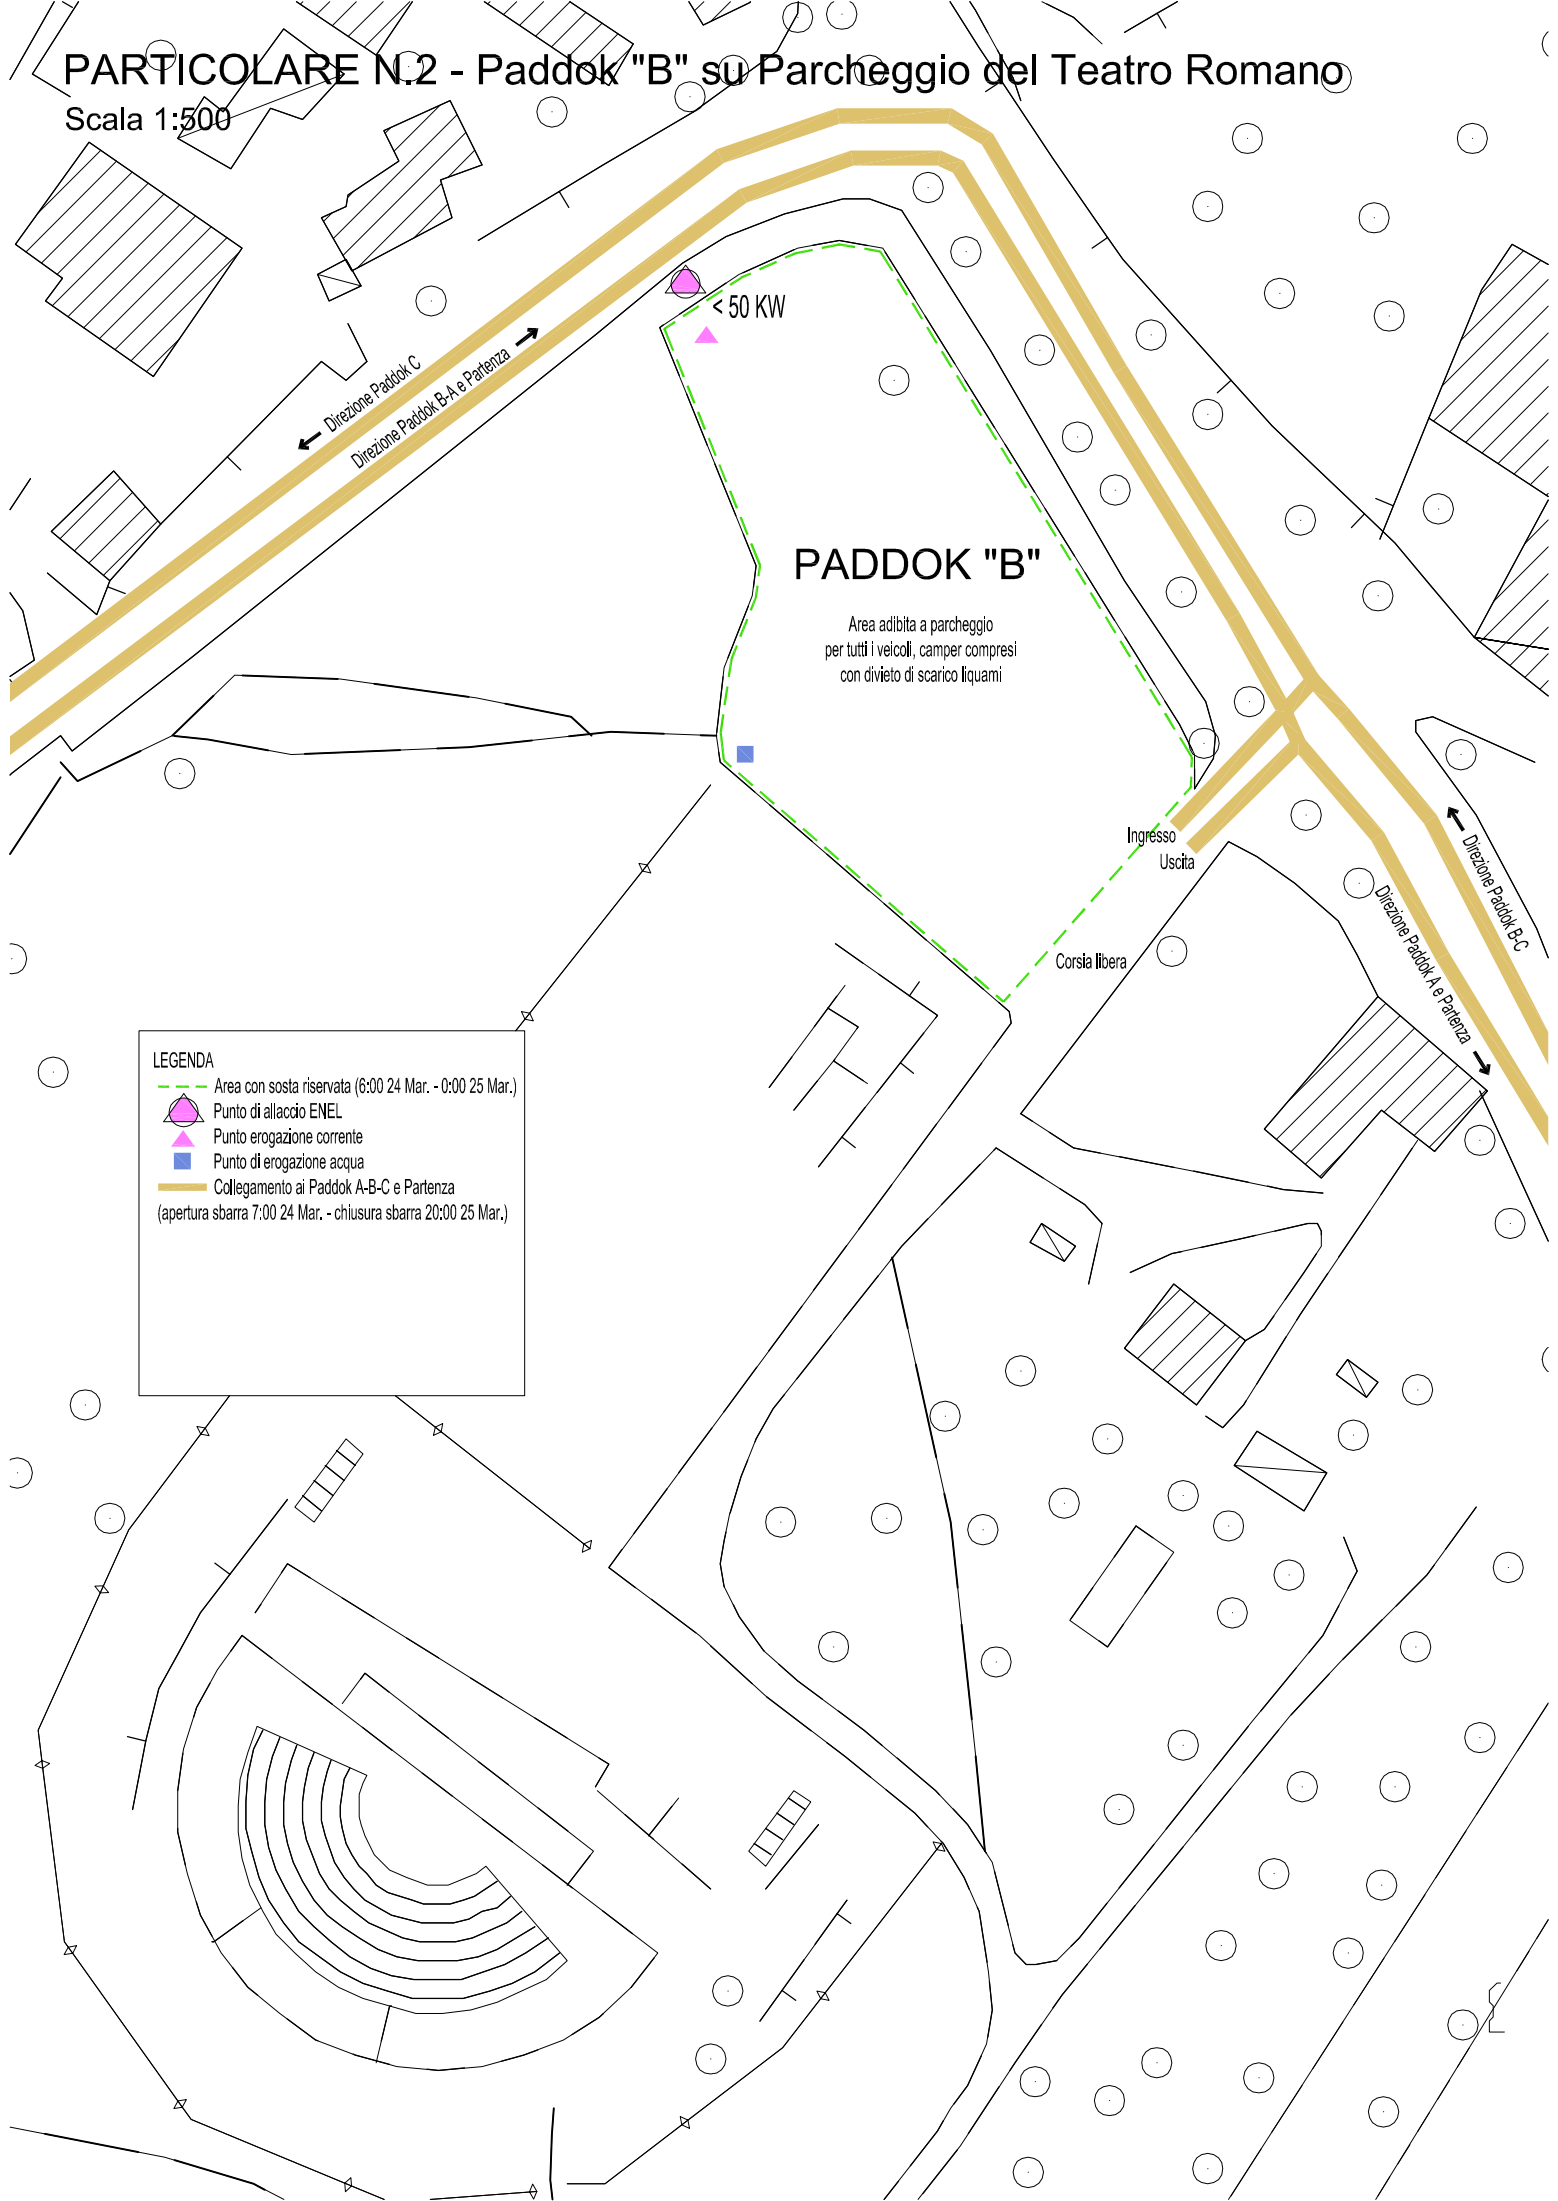 PARTICOLARE N.2 - Paddok "B" su Parcheggio del Teatro Romano
Scala 1:500
< 50 KW
Direzione Paddok C
Direzione Paddok B-A e Partenza
PADDOK "B"
Area adibita a parcheggio
per tutti i veicoli, camper compresi
con divieto di scarico liquami
Ingresso
Uscita
Direzione Paddok B-C
Direzione Paddok A e Partenza
Corsia libera
LEGENDA
Area con sosta riservata (6:00 24 Mar. - 0:00 25 Mar.)
Punto di allaccio ENEL
Punto erogazione corrente
Punto di erogazione acqua
Collegamento ai Paddok A-B-C e Partenza
(apertura sbarra 7:00 24 Mar. - chiusura sbarra 20:00 25 Mar.)